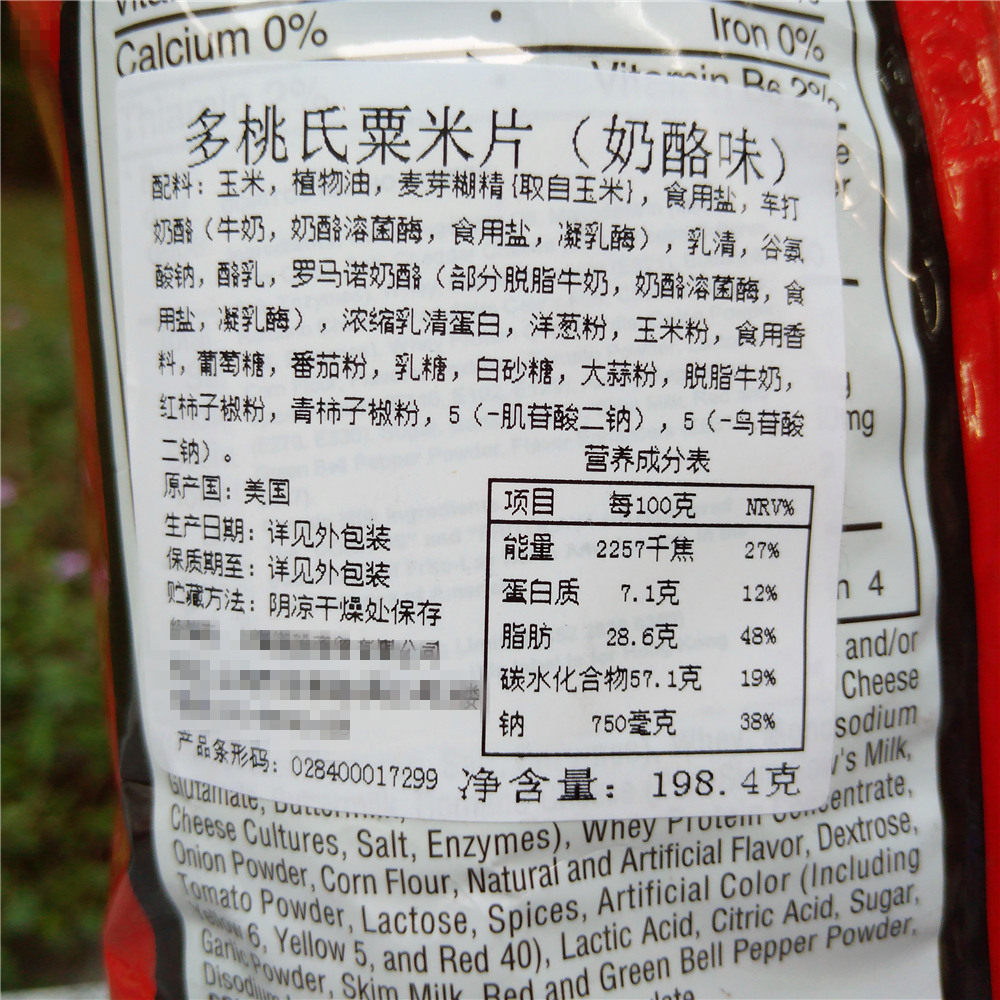 Calcium 0%
•
Iron 0%
Vitamin B6 2%
多桃氏粟米片（奶酪味）
配料：玉米，植物油，麦芽糊精{取自玉米}，食用盐，车打
奶酪（牛奶，奶酪溶菌酶，食用盐，凝乳酶），乳清，谷氨
酸钠，酪乳，罗马诺奶酪（部分脱脂牛奶，奶酪溶菌酶，食
用盐，凝乳酶），浓缩乳清蛋白，洋葱粉，玉米粉，食用香
料，葡萄糖，番茄粉，乳糖，白砂糖，大蒜粉，脱脂牛奶，
红柿子椒粉，青柿子椒粉，5（-肌苷酸二钠），5（-鸟苷酸
二钠）。
原产国：美国
生产日期：详见外包装
保质期至：详见外包装
贮藏方法：阴凉干燥处保存
有限公司
产品条形码：028400017299
营养成分表
项目 每100克 NRV%
能量 2257千焦 27%
蛋白质 7.1克 12%
脂肪 28.6克 48%
碳水化合物57.1克 19%
钠 750毫克 38%
净含量：198.4克
mg
4
and/or
Cheese
sodium
Milk,
Glutamate,
Cheese Cultures, Salt, Enzymes), Whey Protein Concentrate,
Onion Powder, Corn Flour, Natural and Artificial Flavor, Dextrose,
Tomato Powder, Lactose, Spices, Artificial Color (Including
Yellow 6, Yellow 5, and Red 40), Lactic Acid, Citric Acid, Sugar,
Garlic Powder, Skim Milk, Red and Green Bell Pepper Powder,
Disodium